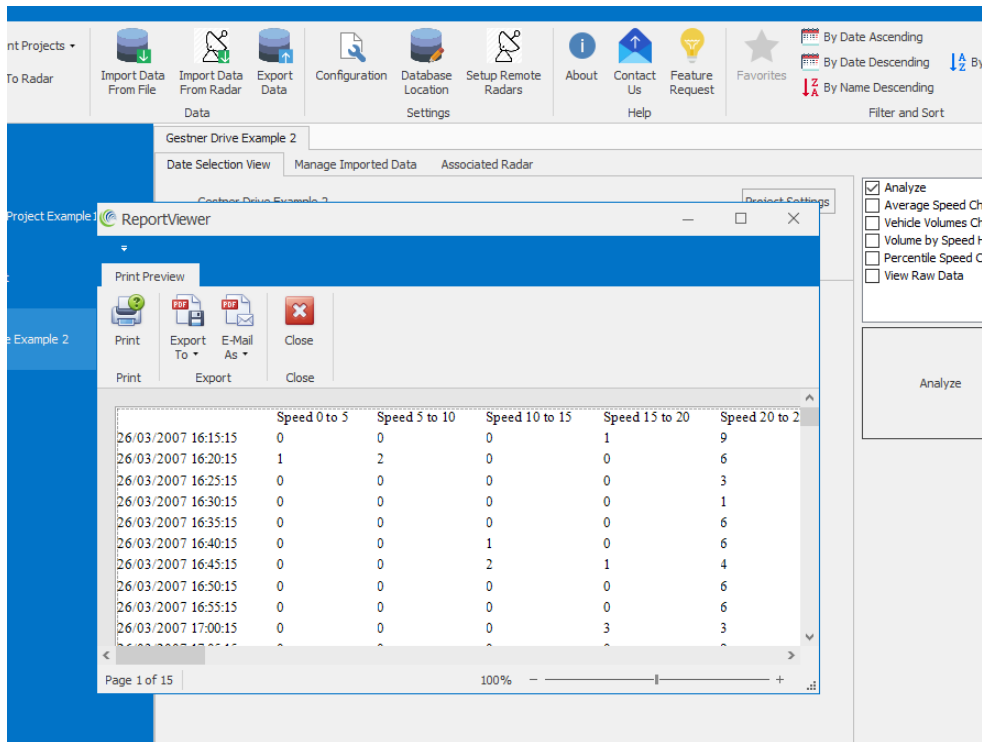 nt Projects
To Radar
Import Data From File
Import Data From Radar
Export Data
Data
Configuration
Database Location
Setup Remote Radars
Settings
About
Contact Us
Feature Request
Help
Favorites
By Date Ascending
By Date Descending
By Name Descending
By
Filter and Sort
Gestner Drive Example 2
Date Selection View Manage Imported Data Associated Radar
Project Settings
Project Example1
e Example 2
Analyze
Average Speed Ch
Vehicle Volumes Ch
Volume by Speed H
Percentile Speed C
View Raw Data
Analyze
ReportViewer
Print Preview
Print
Export To
E-Mail As
Close
Print Export Close
Speed 0 to 5 Speed 5 to 10 Speed 10 to 15 Speed 15 to 20 Speed 20 to 2
26/03/2007 16:15:15 0 0 0 1 9
26/03/2007 16:20:15 1 2 0 0 6
26/03/2007 16:25:15 0 0 0 0 3
26/03/2007 16:30:15 0 0 0 0 1
26/03/2007 16:35:15 0 0 0 0 6
26/03/2007 16:40:15 0 0 1 0 6
26/03/2007 16:45:15 0 0 2 1 4
26/03/2007 16:50:15 0 0 0 0 6
26/03/2007 16:55:15 0 0 0 0 6
26/03/2007 17:00:15 0 0 0 3 3
Page 1 of 15 100%